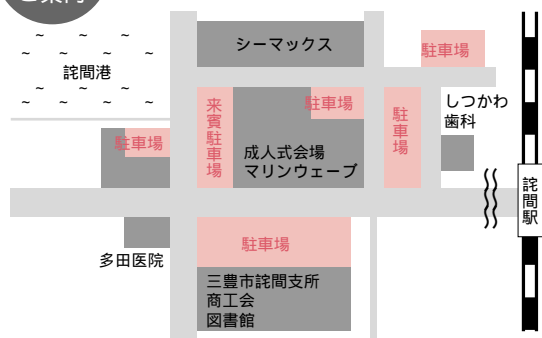 ご案内
シーマックス
駐車場
詫間港
来賓駐車場
駐車場
駐車場
しつかわ
歯科
駐車場
成人式会場
マリンウェーブ
詫間駅
駐車場
多田医院
三豊市詫間支所
商工会
図書館